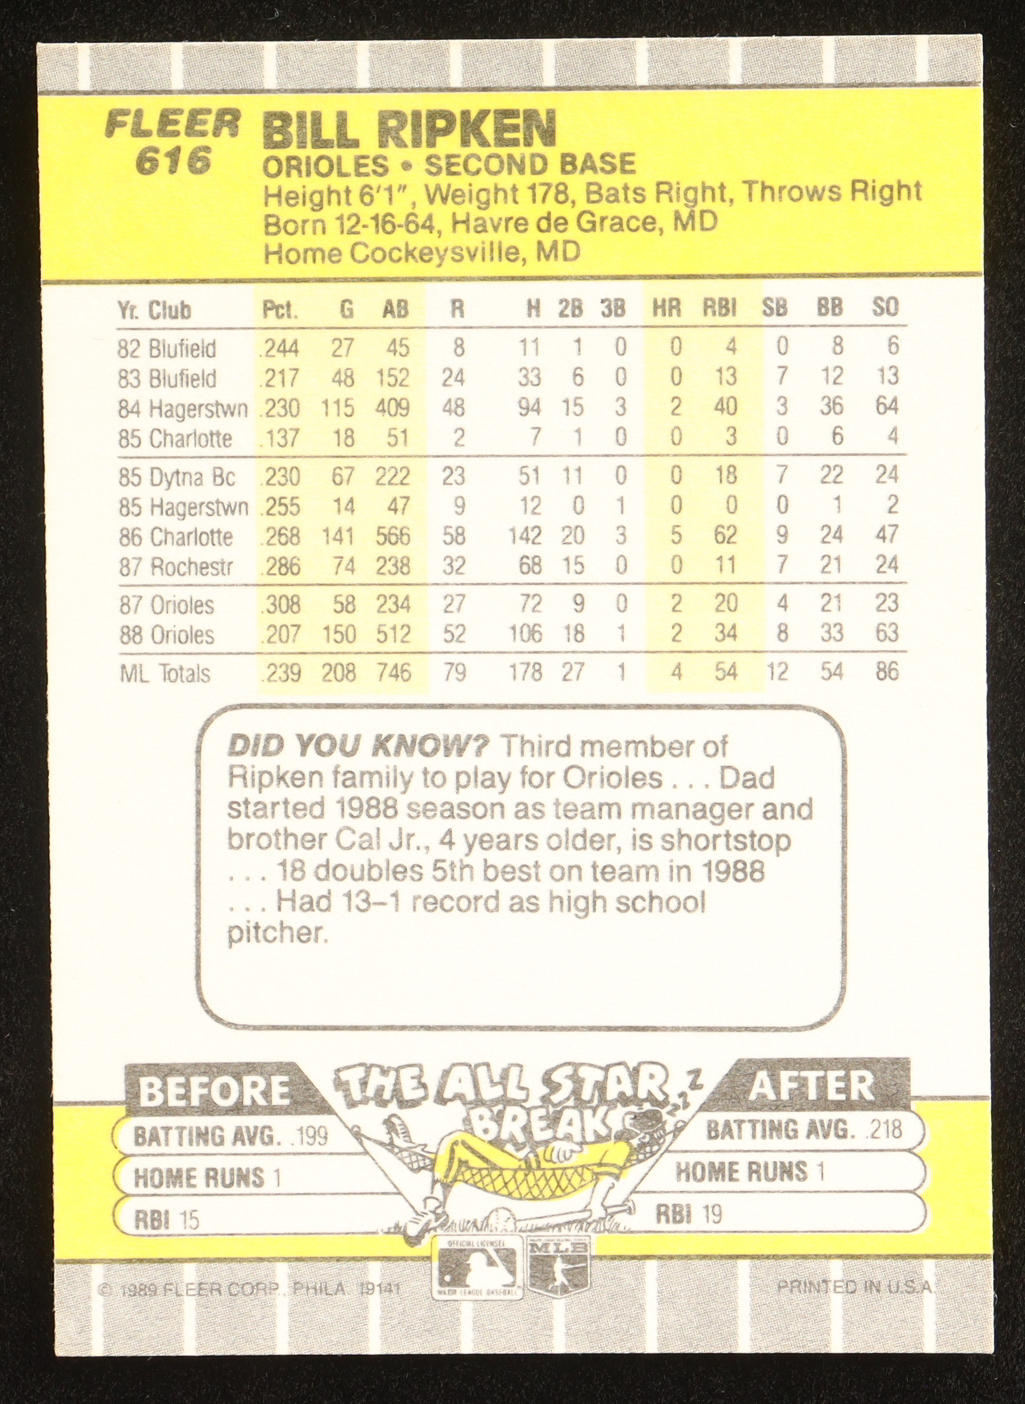 FLEER
616
BILL RIPKEN
ORIOLES • SECOND BASE
Height 6'1", Weight 178, Bats Right, Throws Right
Born 12-16-64, Havre de Grace, MD
Home Cockeysville, MD
Yr. Club Pct. G AB R H 2B 3B HR RBI SB BB SO
82 Blufield .244 27 45 8 11 1 0 0 4 0 8 6
83 Blufield .217 48 152 24 33 6 0 0 13 7 12 13
84 Hagerstwn .230 115 409 48 94 15 3 2 40 3 36 64
85 Charlotte .137 18 51 2 7 1 0 0 3 0 6 4
85 Dytna Bc .230 67 222 23 51 11 0 0 18 7 22 24
85 Hagerstwn .255 14 47 9 12 0 1 0 0 0 1 2
86 Charlotte .268 141 566 58 142 20 3 5 62 9 24 47
87 Rochestr .286 74 238 32 68 15 0 0 11 7 21 24
87 Orioles .308 58 234 27 72 9 0 2 20 4 21 23
88 Orioles .207 150 512 52 106 18 1 2 34 8 33 63
ML Totals .239 208 746 79 178 27 1 4 54 12 54 86
DID YOU KNOW? Third member of
Ripken family to play for Orioles . . . Dad
started 1988 season as team manager and
brother Cal Jr., 4 years older, is shortstop
. . . 18 doubles 5th best on team in 1988
. . . Had 13–1 record as high school
pitcher.
THE ALL STAR
BREAK
Z Z Z
BEFORE
BATTING AVG. .199
HOME RUNS 1
RBI 15
AFTER
BATTING AVG. .218
HOME RUNS 1
RBI 19
OFFICIAL LICENSEE
MAJOR LEAGUE BASEBALL
MLB
© 1989 FLEER CORP., PHILA. 19141
PRINTED IN U.S.A.